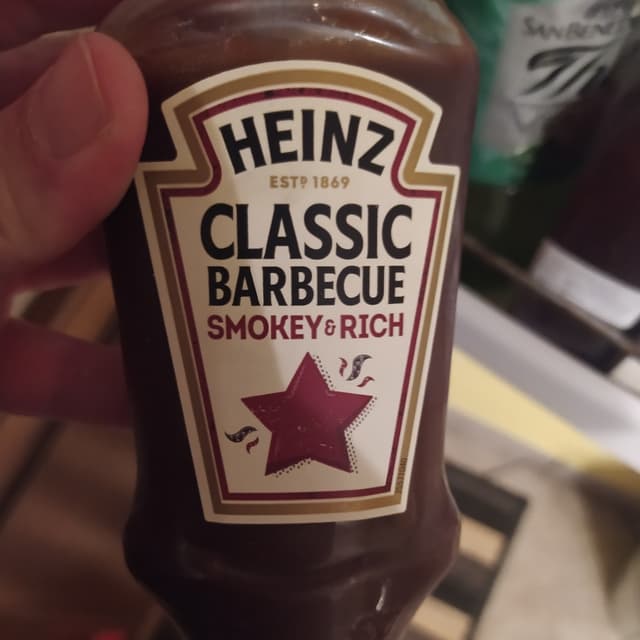 HEINZ
ESTD 1869
CLASSIC
BARBECUE
SMOKEY & RICH